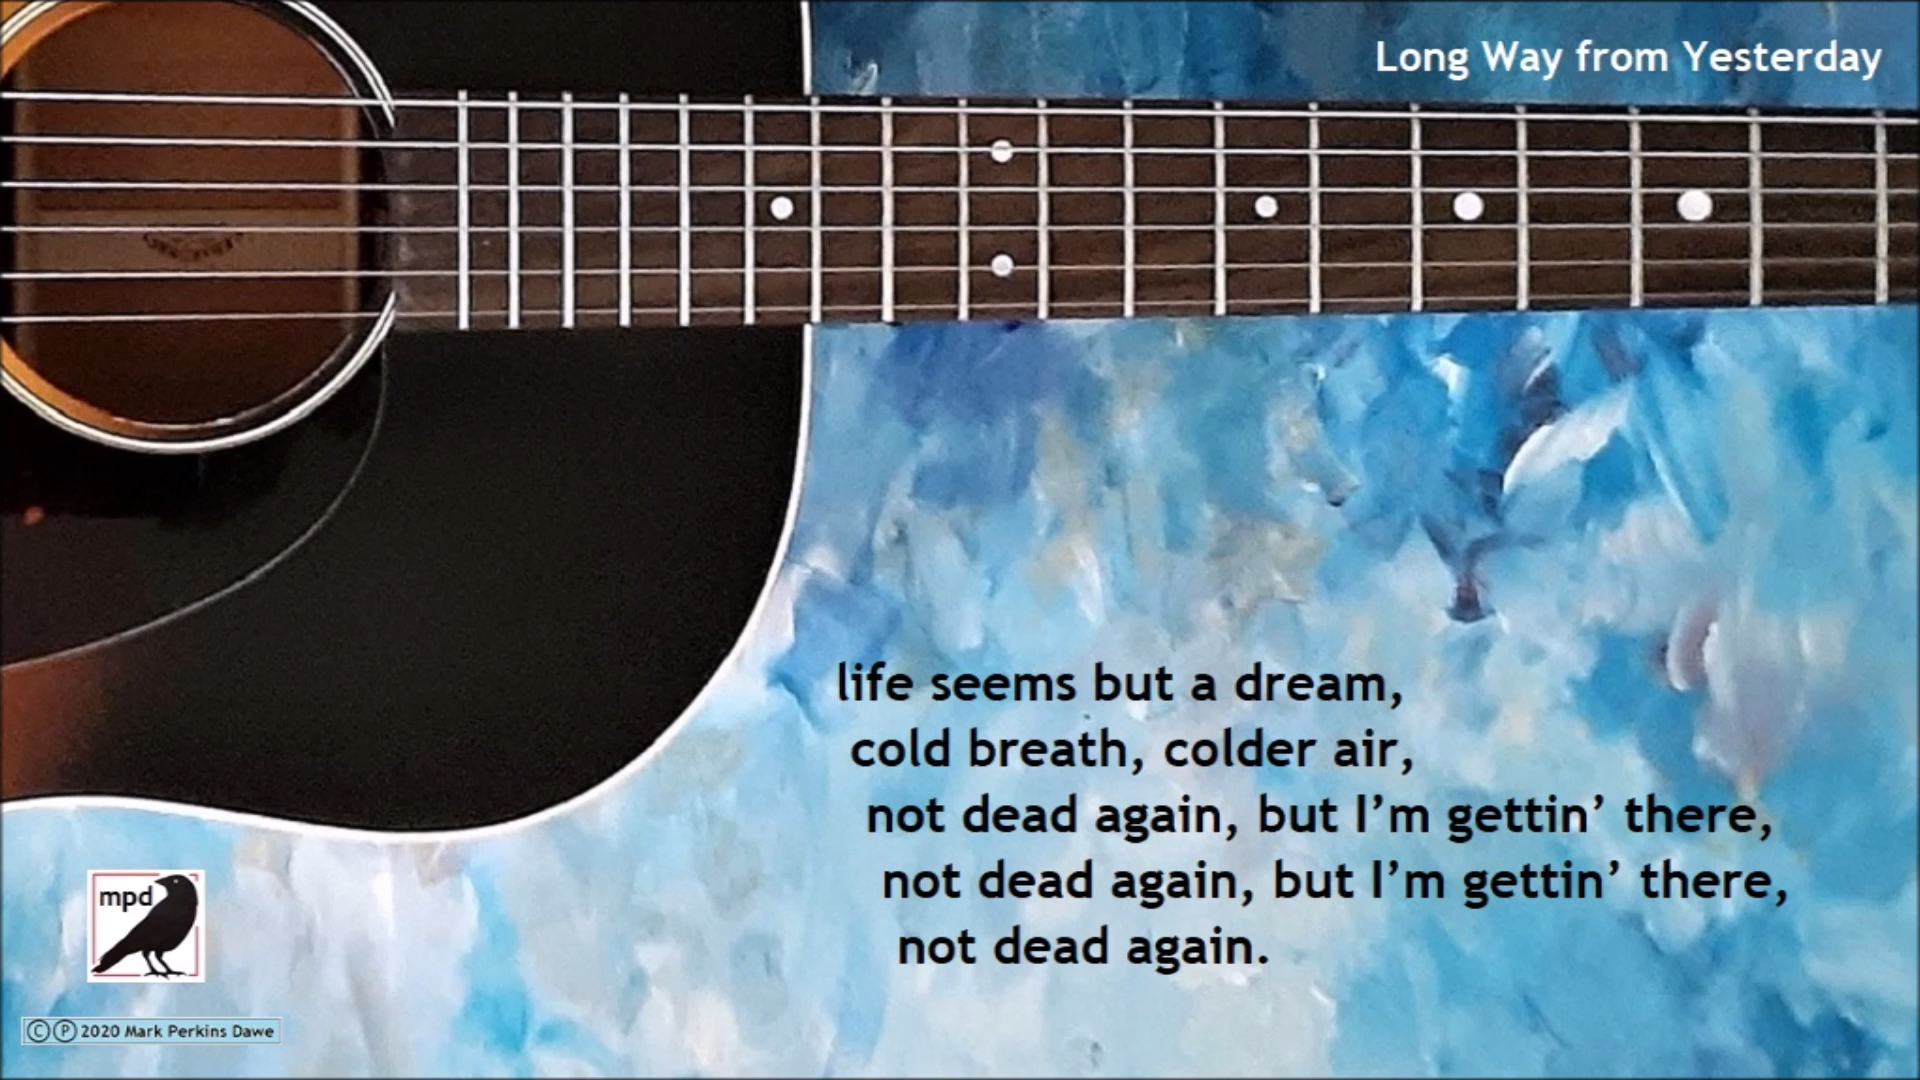 Long Way from Yesterday
life seems but a dream,
cold breath, colder air,
not dead again, but I’m gettin’ there,
not dead again, but I’m gettin’ there,
not dead again.
mpd
Ⓒ Ⓟ 2020 Mark Perkins Dawe